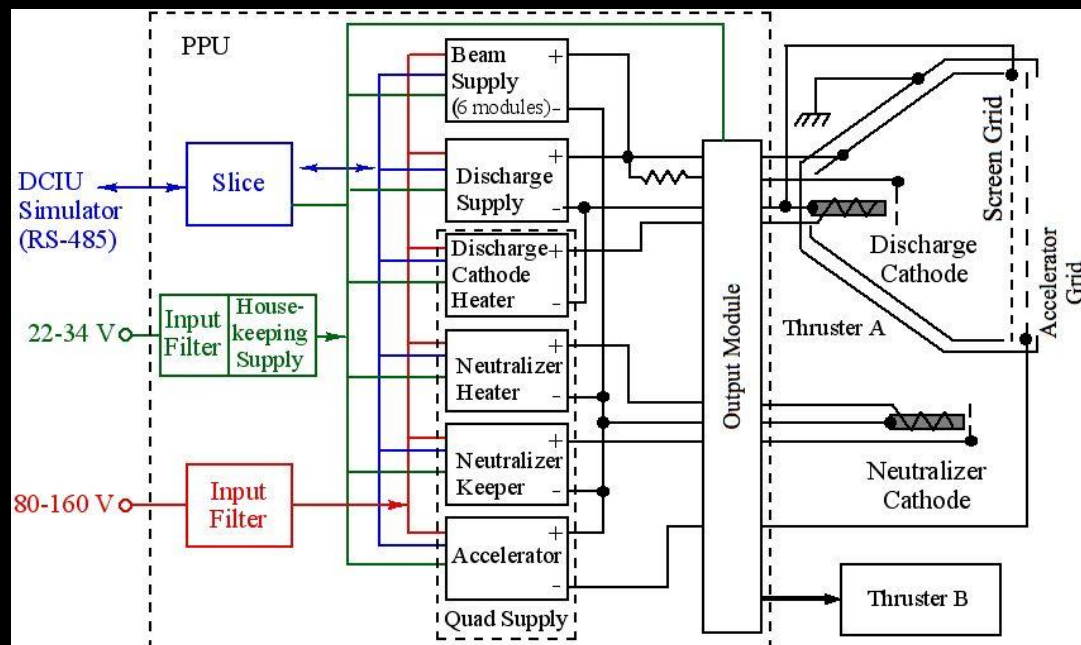 PPU
Beam +
Supply
(6 modules) -
DCIU
Simulator
(RS-485)
Slice
Discharge +
Supply -
Discharge +
Cathode
Heater -
22-34 V
Input
Filter
House-
keeping
Supply
Neutralizer +
Heater -
Neutralizer +
Keeper -
80-160 V
Input
Filter
Accelerator +
-
Quad Supply
Output Module
Screen Grid
Accelerator
Grid
Discharge
Cathode
Thruster A
Neutralizer
Cathode
Thruster B